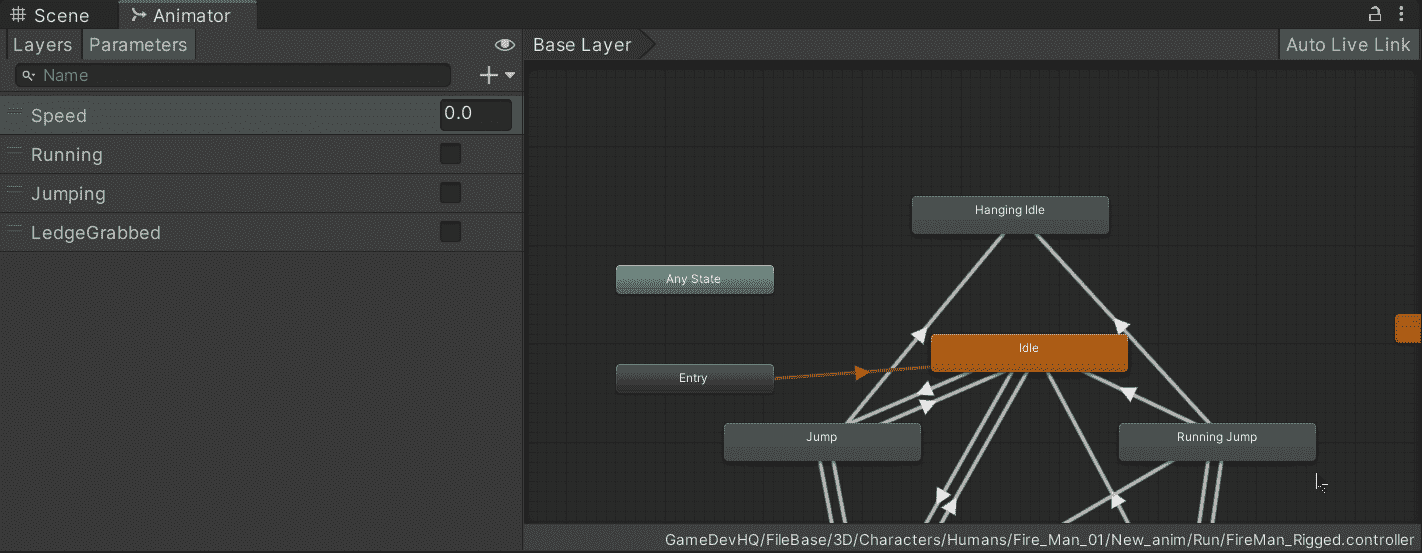 Scene Animator
Layers Parameters
Base Layer
Auto Live Link
Name
Speed 0.0
Running
Jumping
LedgeGrabbed
Hanging Idle
Any State
Idle
Entry
Jump
Running Jump
GameDevHQ/FileBase/3D/Characters/Humans/Fire_Man_01/New_anim/Run/FireMan_Rigged.controller